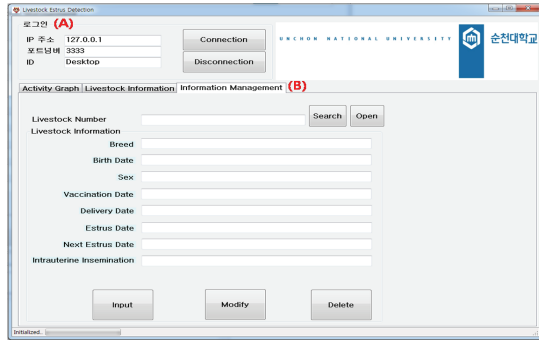 Livestock Estrus Detection
로그인 (A)
IP 주소 127.0.0.1
포트넘버 3333
ID Desktop
Connection
Disconnection
UNCHON NATIONAL UNIVERSITY
순천대학교
Activity Graph Livestock Information Information Management (B)
Livestock Number
Search Open
Livestock Information
Breed
Birth Date
Sex
Vaccination Date
Delivery Date
Estrus Date
Next Estrus Date
Intrauterine Insemination
Input Modify Delete
Initialized.